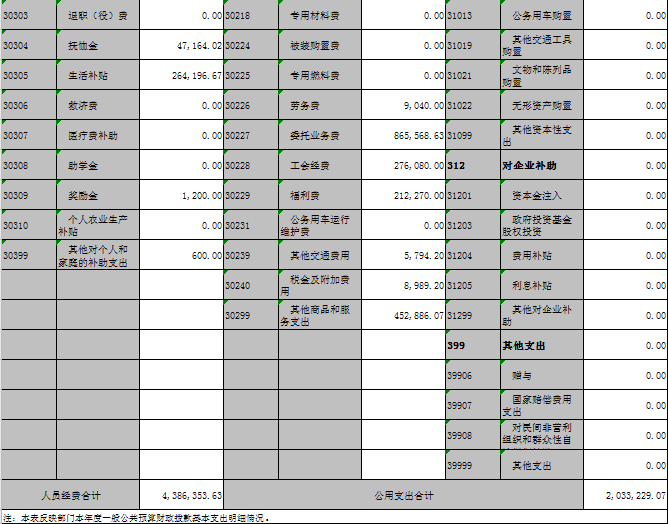 30303 退职（役）费 0.00 30218 专用材料费 0.00 31013 公务用车购置 0.00
30304 抚恤金 47,164.02 30224 被装购置费 0.00 31019 其他交通工具
购置 0.00
30305 生活补贴 264,196.67 30225 专用燃料费 0.00 31021 文物和陈列品
购置 0.00
30306 救济费 0.00 30226 劳务费 9,040.00 31022 无形资产购置 0.00
30307 医疗费补助 0.00 30227 委托业务费 865,568.63 31099 其他资本性支
出 0.00
30308 助学金 0.00 30228 工会经费 276,080.00 312 对企业补助 0.00
30309 奖励金 1,200.00 30229 福利费 212,270.00 31201 资本金注入 0.00
30310 个人农业生产
补贴 0.00 30231 公务用车运行
维护费 0.00 31203 政府投资基金
股权投资 0.00
30399 其他对个人和
家庭的补助支出 600.00 30239 其他交通费用 5,794.20 31204 费用补贴 0.00
30240 税金及附加费
用 8,989.20 31205 利息补贴 0.00
30299 其他商品和服
务支出 452,886.07 31299 其他对企业补
助 0.00
399 其他支出 0.00
39906 赠与 0.00
39907 国家赔偿费用
支出 0.00
39908 对民间非营利
组织和群众性自 0.00
39999 其他支出 0.00
人员经费合计 4,386,353.63 公用支出合计 2,033,229.07
注：本表反映部门本年度一般公共预算财政拨款基本支出明细情况。